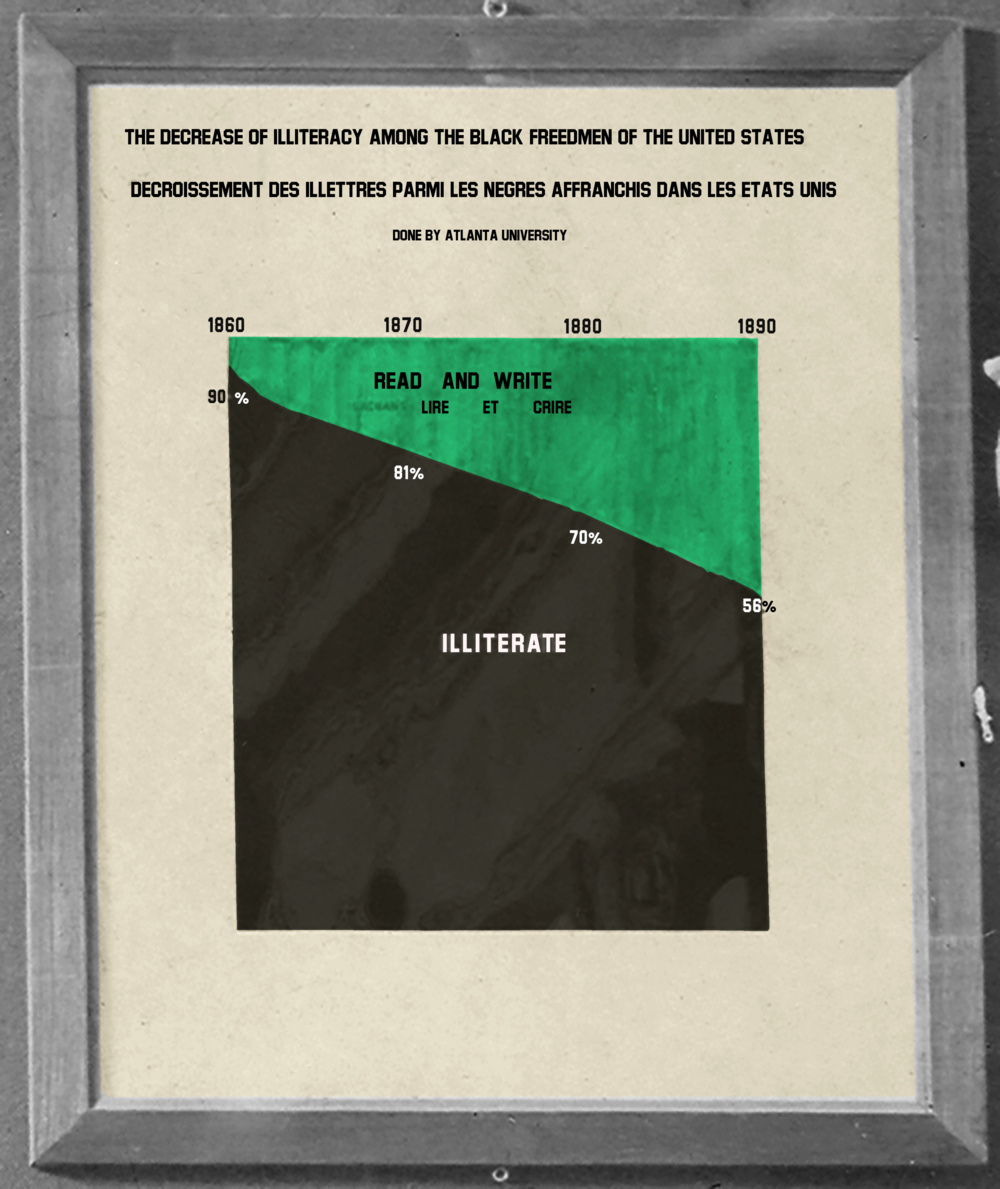 THE DECREASE OF ILLITERACY AMONG THE BLACK FREEDMEN OF THE UNITED STATES
DECROISSEMENT DES ILLETTRES PARMI LES NEGRES AFFRANCHIS DANS LES ETATS UNIS
DONE BY ATLANTA UNIVERSITY
1860 1870 1880 1890
READ AND WRITE
LIRE ET CRIRE
90 %
81%
70%
56%
ILLITERATE